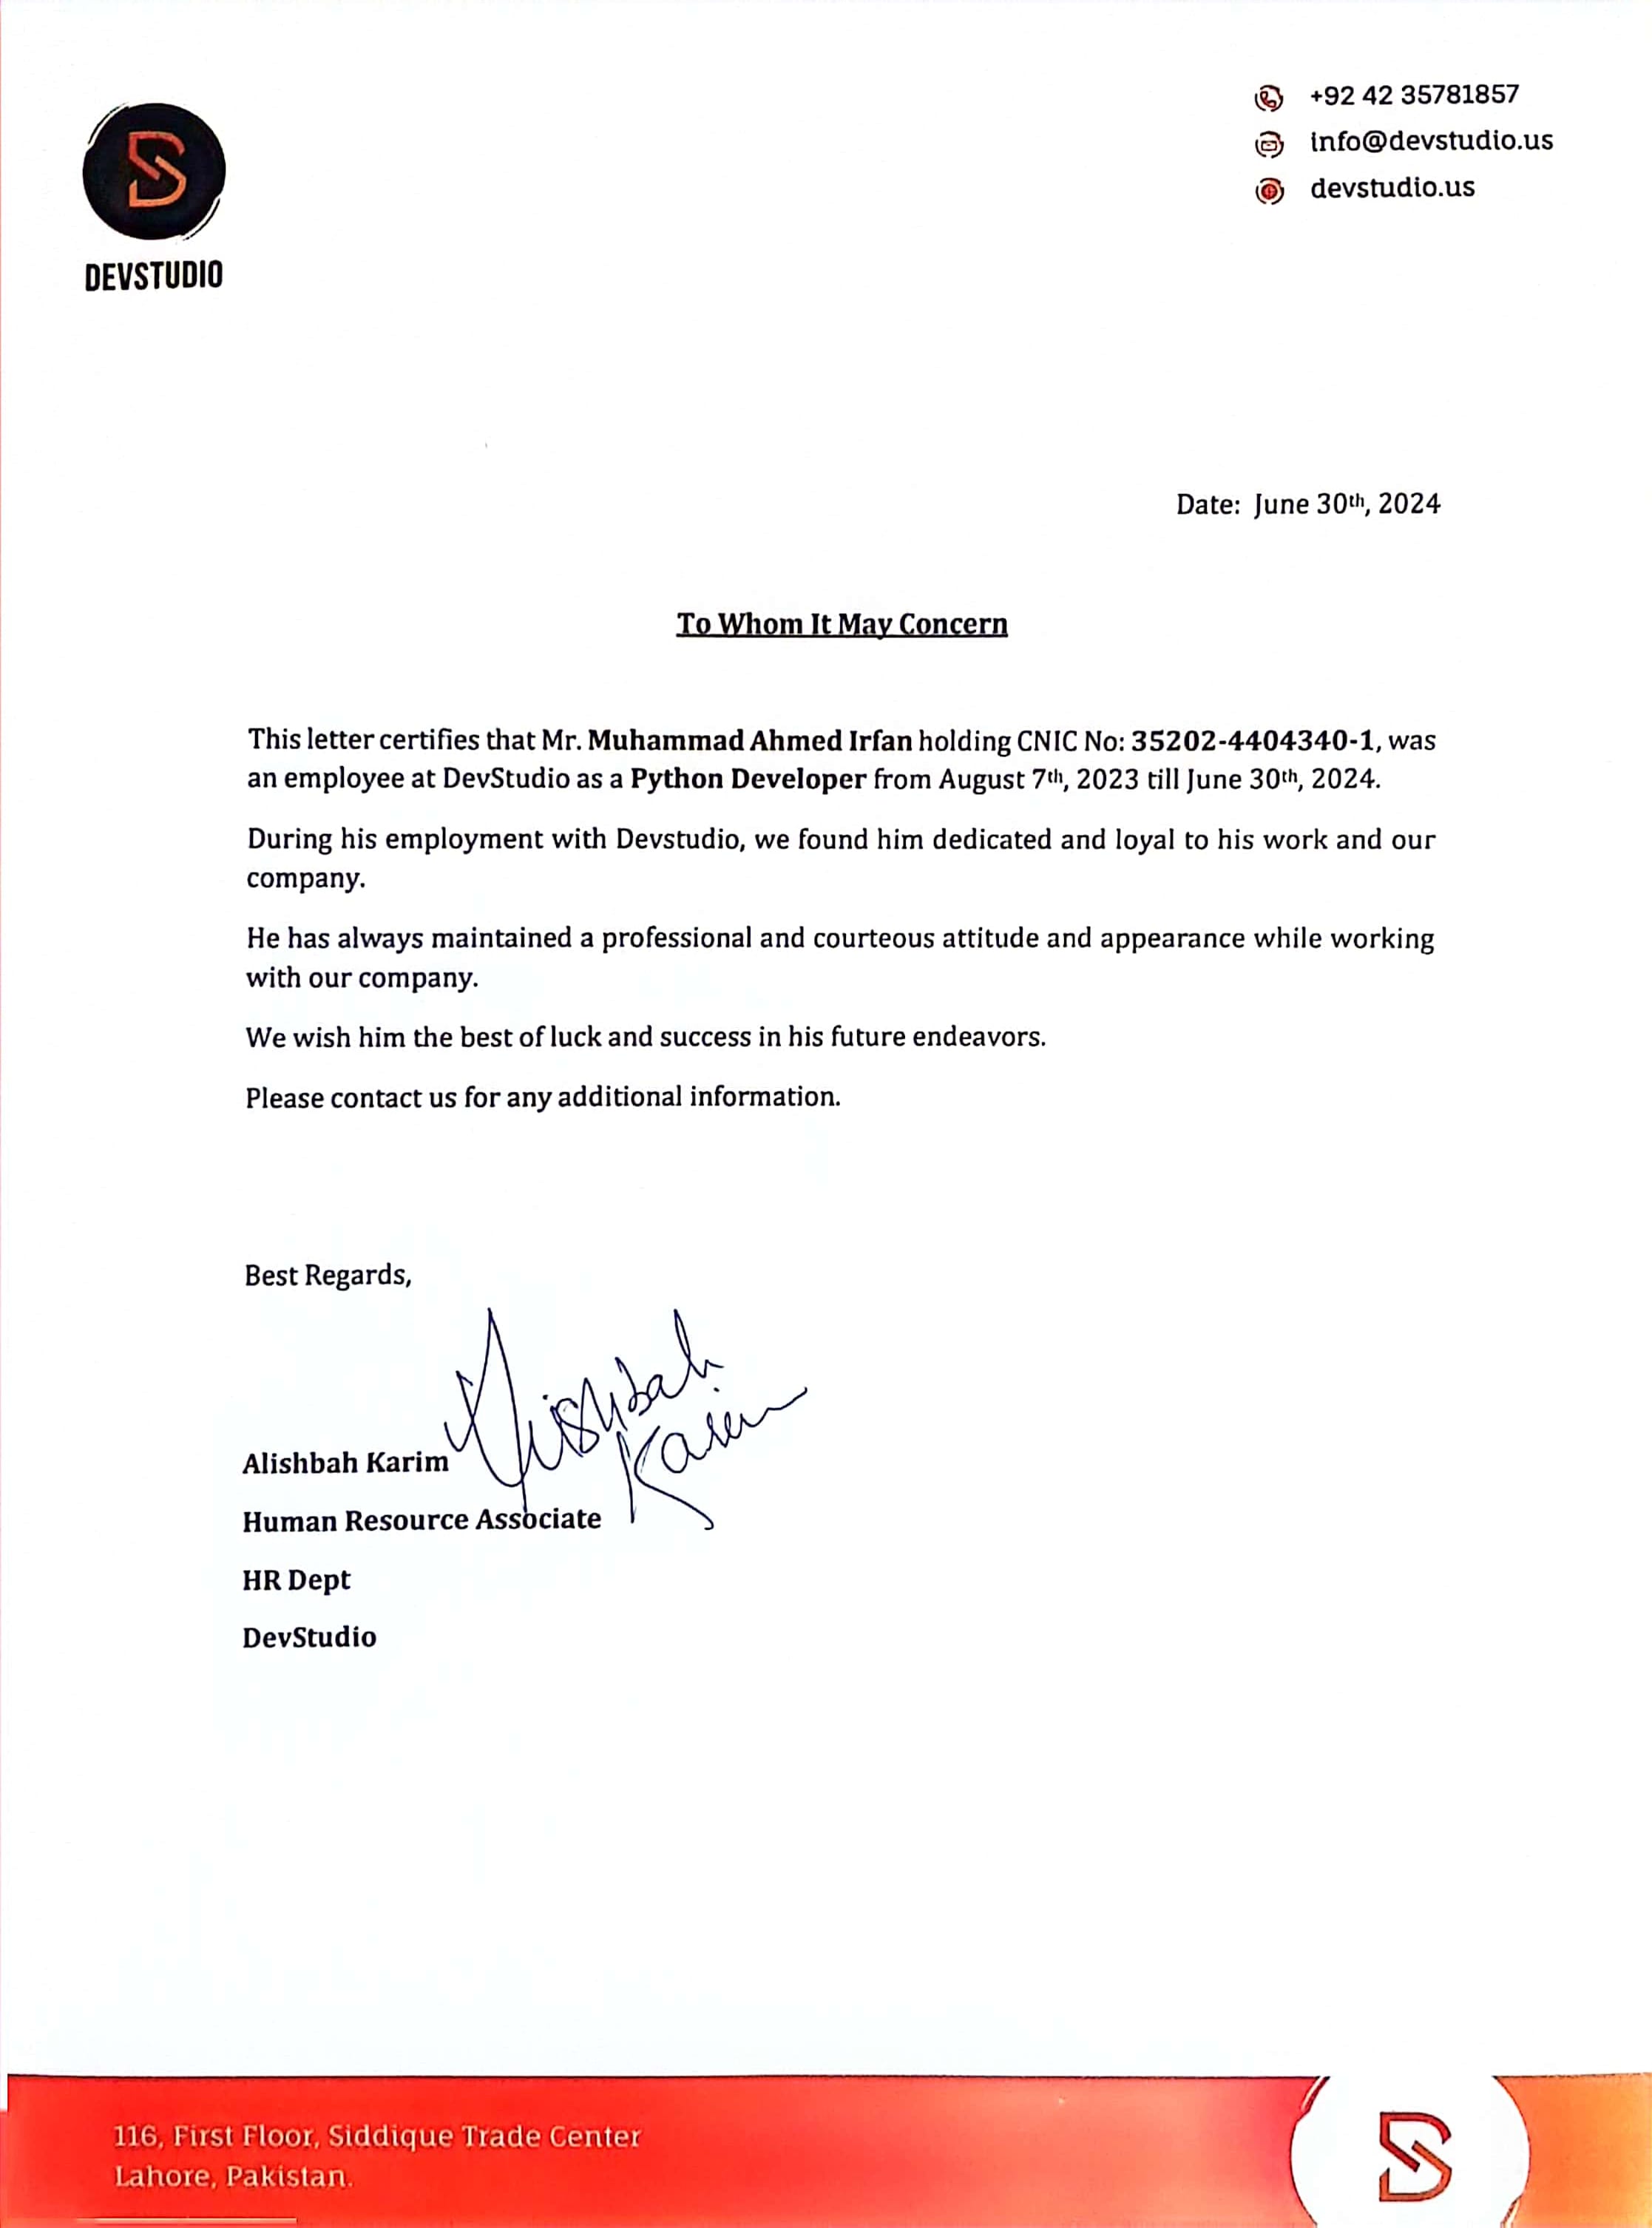 +92 42 35781857
info@devstudio.us
devstudio.us
DEVSTUDIO
Date: June 30th, 2024
To Whom It May Concern
This letter certifies that Mr. Muhammad Ahmed Irfan holding CNIC No: 35202-4404340-1, was
an employee at DevStudio as a Python Developer from August 7th, 2023 till June 30th, 2024.
During his employment with Devstudio, we found him dedicated and loyal to his work and our
company.
He has always maintained a professional and courteous attitude and appearance while working
with our company.
We wish him the best of luck and success in his future endeavors.
Please contact us for any additional information.
Best Regards,
Alishbah
Karim
Alishbah Karim
Human Resource Associate
HR Dept
DevStudio
116, First Floor, Siddique Trade Center
Lahore, Pakistan.